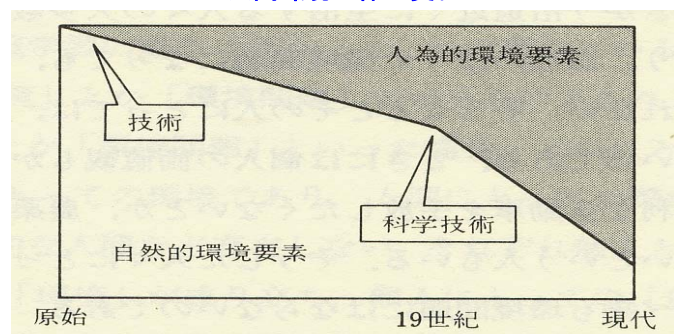 人為的環境要素
技術
科学技術
自然的環境要素
原始
19世紀
現代